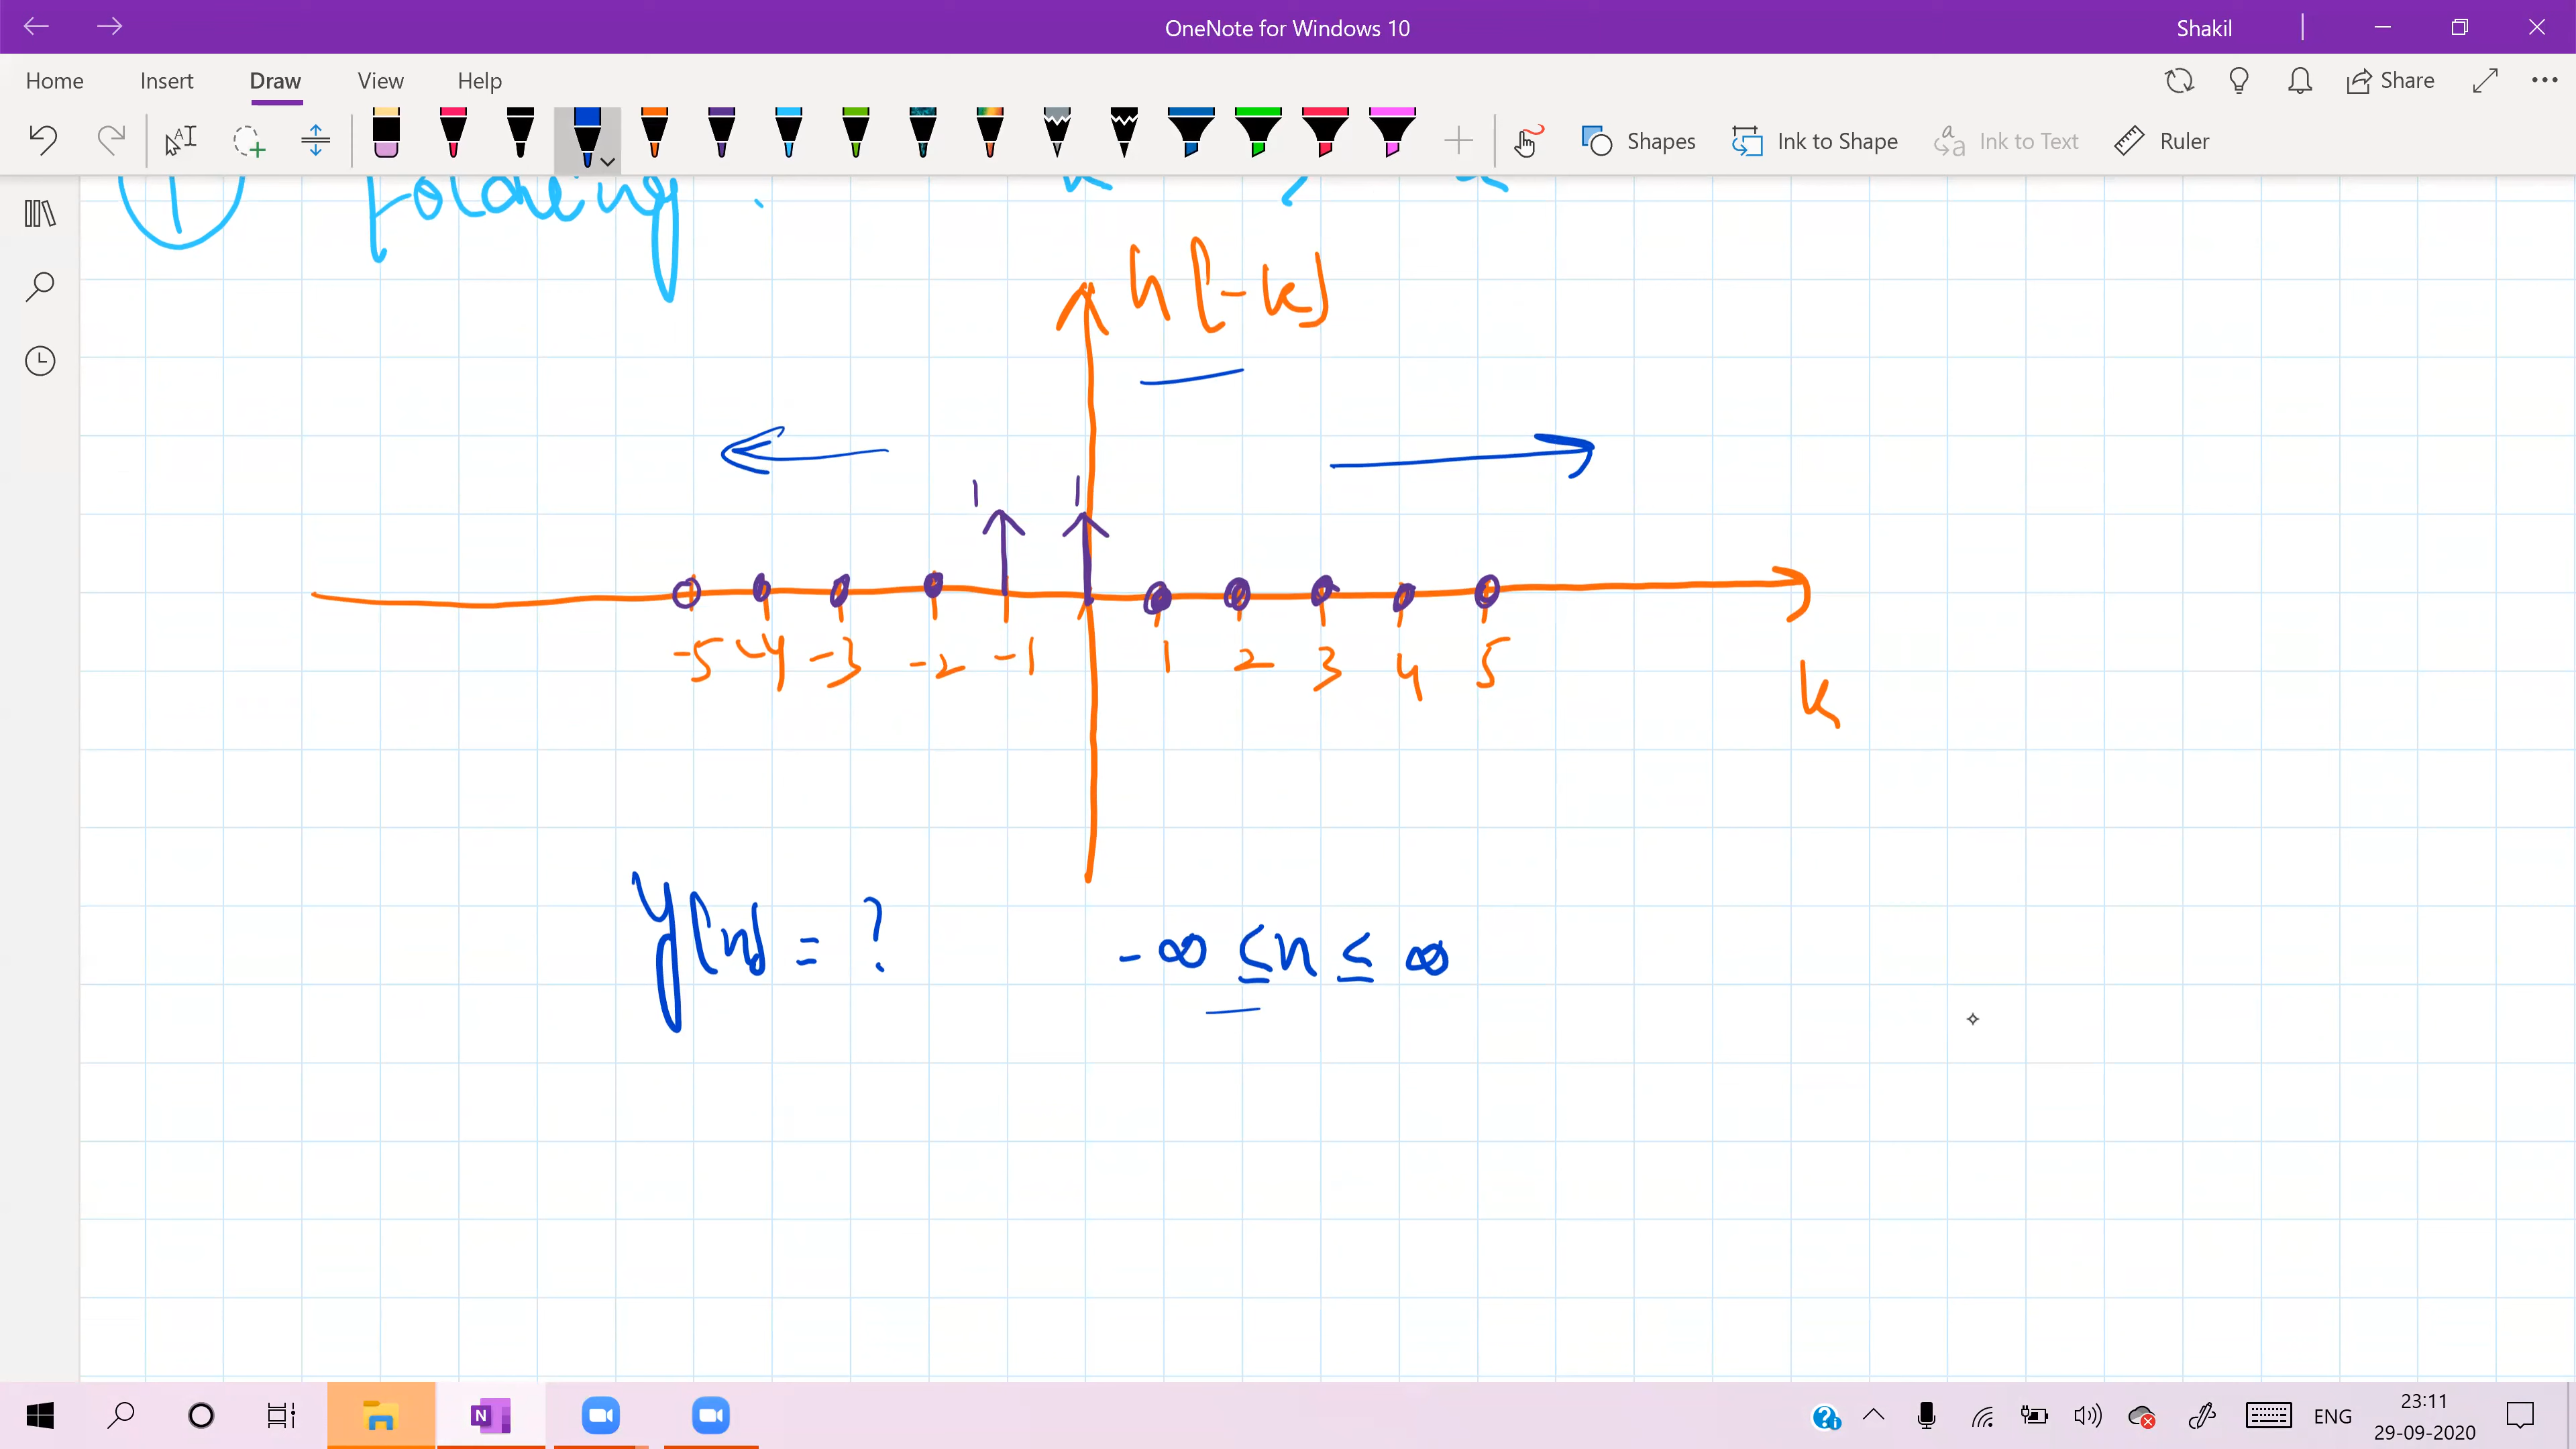 OneNote for Windows 10
Shakil
Home Insert Draw View Help
Share
Shapes Ink to Shape Ink to Text Ruler
1 folding :
h[-k]
1 1
-5 -4 -3 -2 -1 1 2 3 4 5
k
y[n] = ? -∞ ≤ n ≤ ∞
ENG
23:11
29-09-2020